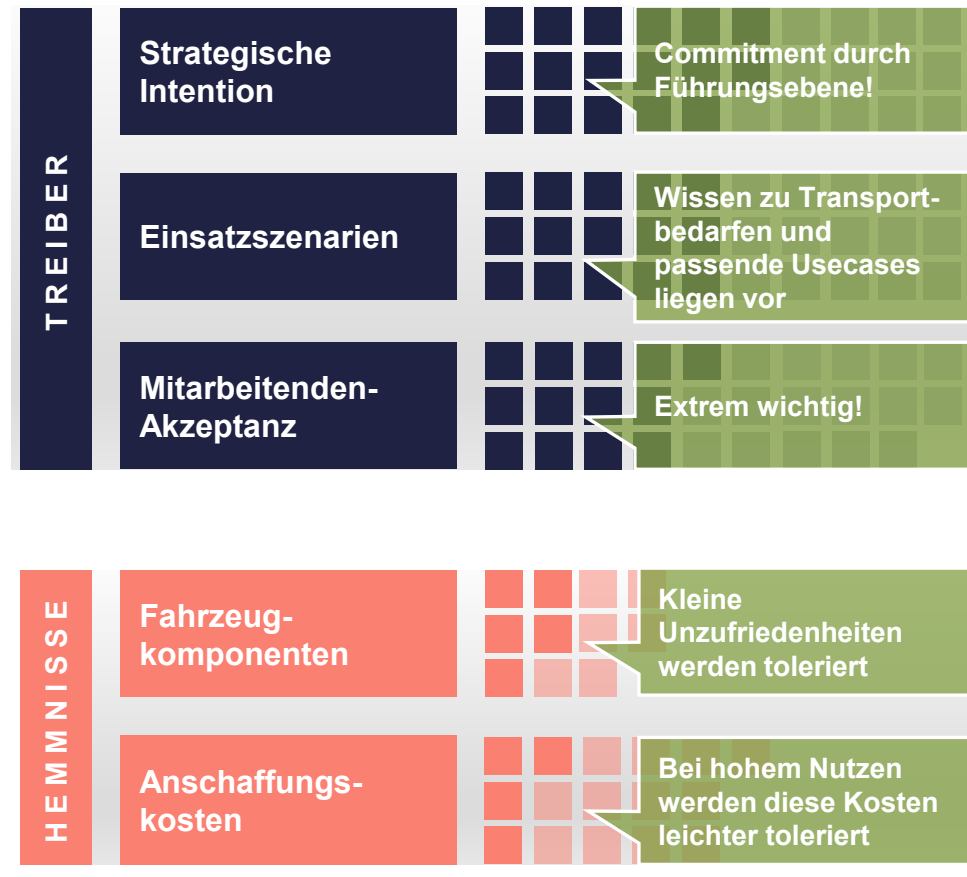 TREIBER
Strategische
Intention
Commitment durch
Führungsebene!
Einsatzszenarien
Wissen zu Transport-
bedarfen und
passende Usecases
liegen vor
Mitarbeitenden-
Akzeptanz
Extrem wichtig!
HEMMNISSE
Fahrzeug-
komponenten
Kleine
Unzufriedenheiten
werden toleriert
Anschaffungs-
kosten
Bei hohem Nutzen
werden diese Kosten
leichter toleriert